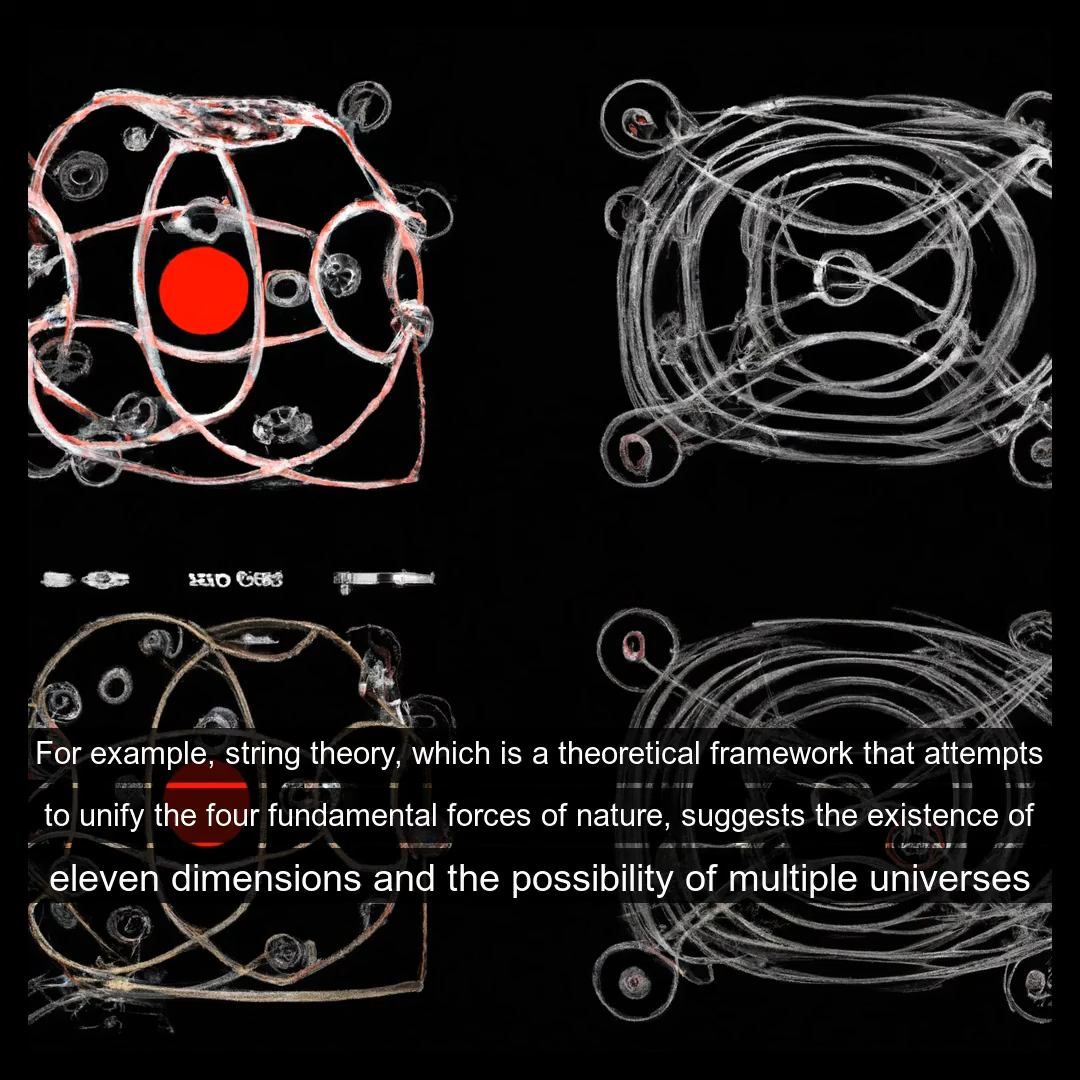 For example, string theory, which is a theoretical framework that attempts
to unify the four fundamental forces of nature, suggests the existence of
eleven dimensions and the possibility of multiple universes